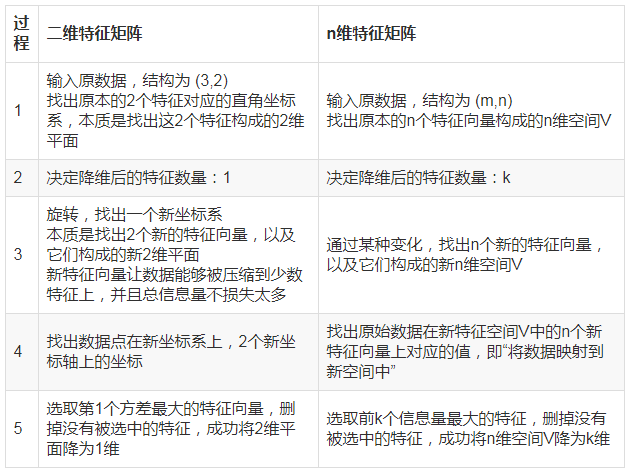 过程
二维特征矩阵
n维特征矩阵
1
输入原数据，结构为 (3,2)
找出原本的2个特征对应的直角坐标
系，本质是找出这2个特征构成的2维
平面
输入原数据，结构为 (m,n)
找出原本的n个特征向量构成的n维空间V
2
决定降维后的特征数量：1
决定降维后的特征数量：k
3
旋转，找出一个新坐标系
本质是找出2个新的特征向量，以及
它们构成的新2维平面
新特征向量让数据能够被压缩到少数
特征上，并且总信息量不损失太多
通过某种变化，找出n个新的特征向量，
以及它们构成的新n维空间V
4
找出数据点在新坐标系上，2个新坐
标轴上的坐标
找出原始数据在新特征空间V中的n个新
特征向量上对应的值，即“将数据映射到
新空间中”
5
选取第1个方差最大的特征向量，删
掉没有被选中的特征，成功将2维平
面降为1维
选取前k个信息量最大的特征，删掉没有
被选中的特征，成功将n维空间V降为k维